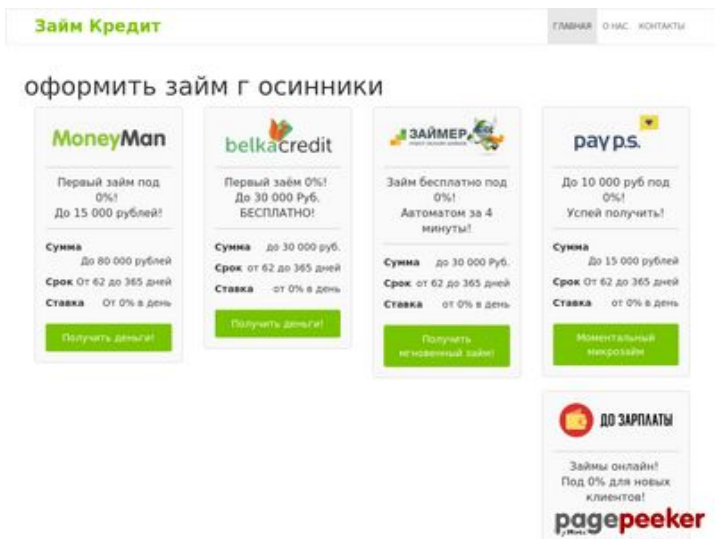 Займ Кредит
ГЛАВНАЯ О НАС КОНТАКТЫ
оформить займ г осинники
MoneyMan
Первый займ под
0%!
До 15 000 рублей!
Сумма
До 80 000 рублей
Срок От 62 до 365 дней
Ставка От 0% в день
Получить деньги!
belkacredit
Первый заём 0%!
До 30 000 Руб.
БЕСПЛАТНО!
Сумма до 30 000 руб.
Срок от 62 до 365 дней
Ставка от 0% в день
Получить деньги!
ЗАЙМЕР
Займ бесплатно под
0%!
Автоматом за 4
минуты!
Сумма до 30 000 Руб.
Срок от 62 до 365 дней
Ставка от 0% в день
Получить
мгновенный займ!
pay p.s.
До 10 000 руб под
0%!
Успей получить!
Сумма
До 15 000 рублей
Срок От 62 до 365 дней
Ставка от 0% в день
Моментальный
микрозайм
ДО ЗАРПЛАТЫ
Займы онлайн!
Под 0% для новых
клиентов!
pagepeeker